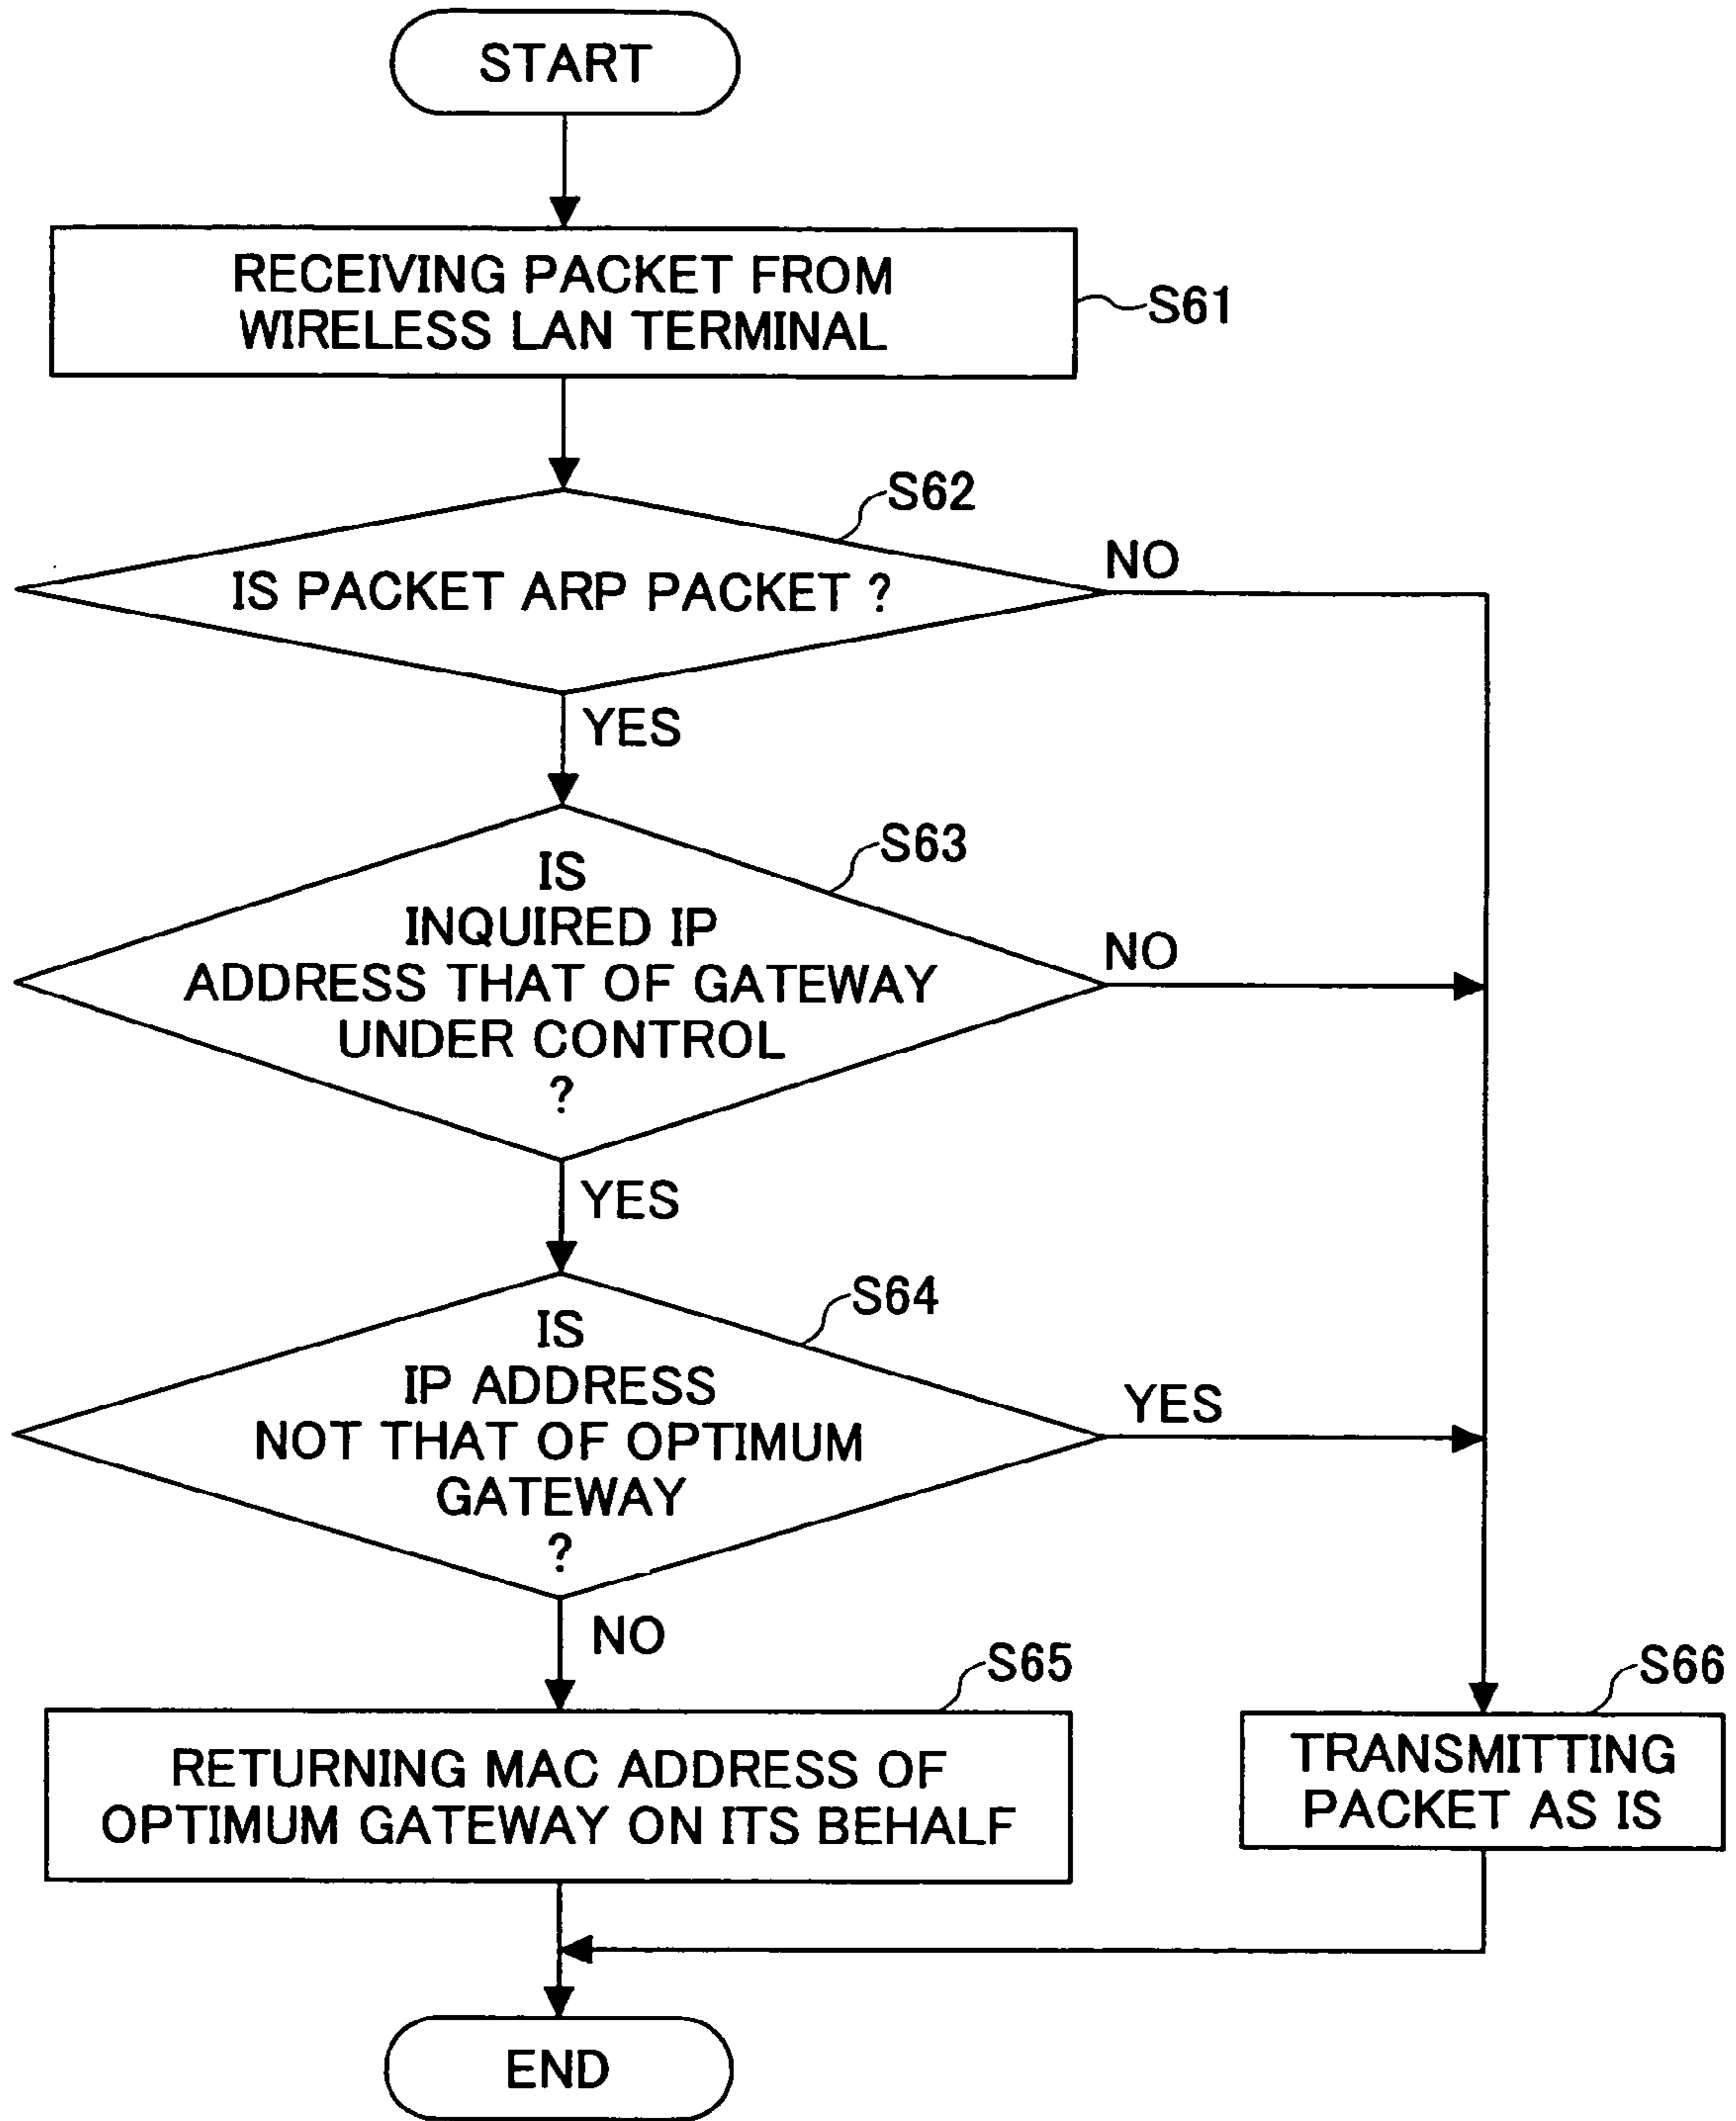 START
RECEIVING PACKET FROM
WIRELESS LAN TERMINAL
S61
S62
IS PACKET ARP PACKET ?
NO
YES
S63
IS
INQUIRED IP
ADDRESS THAT OF GATEWAY
UNDER CONTROL
?
NO
YES
S64
IS
IP ADDRESS
NOT THAT OF OPTIMUM
GATEWAY
?
YES
NO
S65
RETURNING MAC ADDRESS OF
OPTIMUM GATEWAY ON ITS BEHALF
S66
TRANSMITTING
PACKET AS IS
END